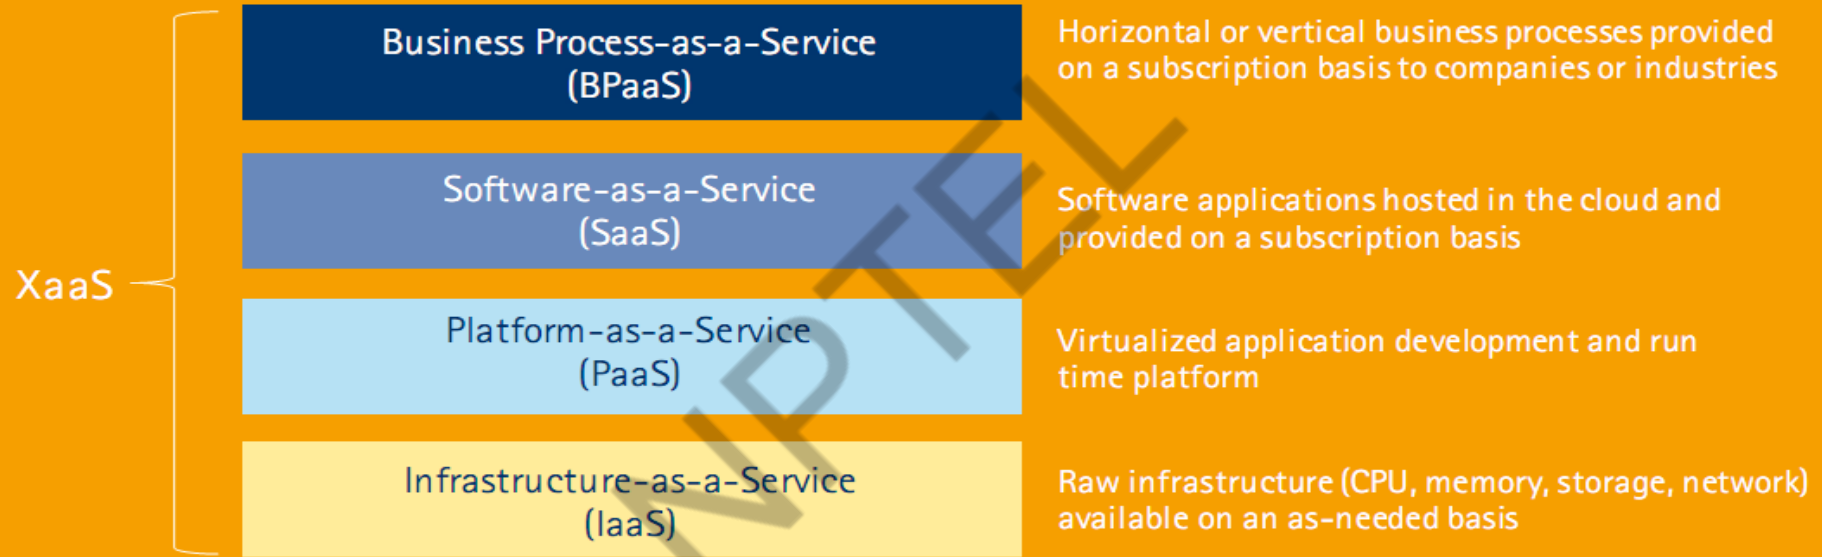 Business Process-as-a-Service
(BPaaS)
Horizontal or vertical business processes provided
on a subscription basis to companies or industries
Software-as-a-Service
(SaaS)
Software applications hosted in the cloud and
provided on a subscription basis
XaaS
Platform-as-a-Service
(PaaS)
Virtualized application development and run
time platform
Infrastructure-as-a-Service
(IaaS)
Raw infrastructure (CPU, memory, storage, network)
available on an as-needed basis
NPTEL